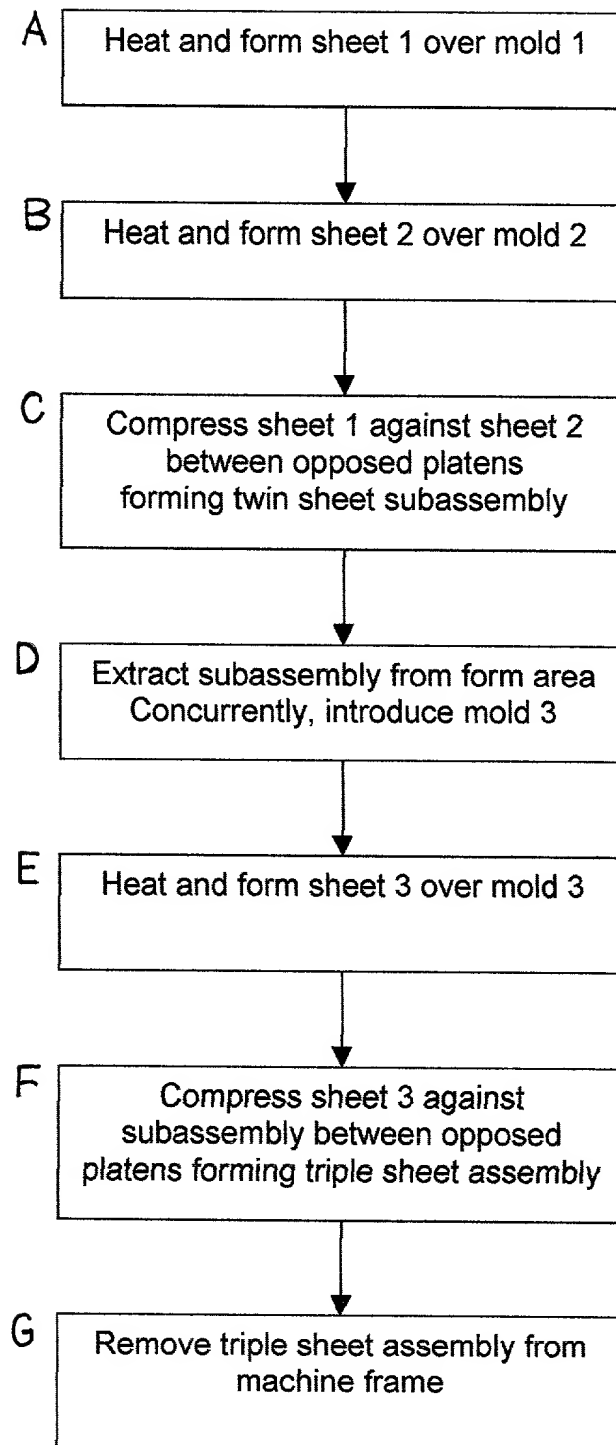 A
Heat and form sheet 1 over mold 1
B
Heat and form sheet 2 over mold 2
C
Compress sheet 1 against sheet 2
between opposed platens
forming twin sheet subassembly
D
Extract subassembly from form area
Concurrently, introduce mold 3
E
Heat and form sheet 3 over mold 3
F
Compress sheet 3 against
subassembly between opposed
platens forming triple sheet assembly
G
Remove triple sheet assembly from
machine frame